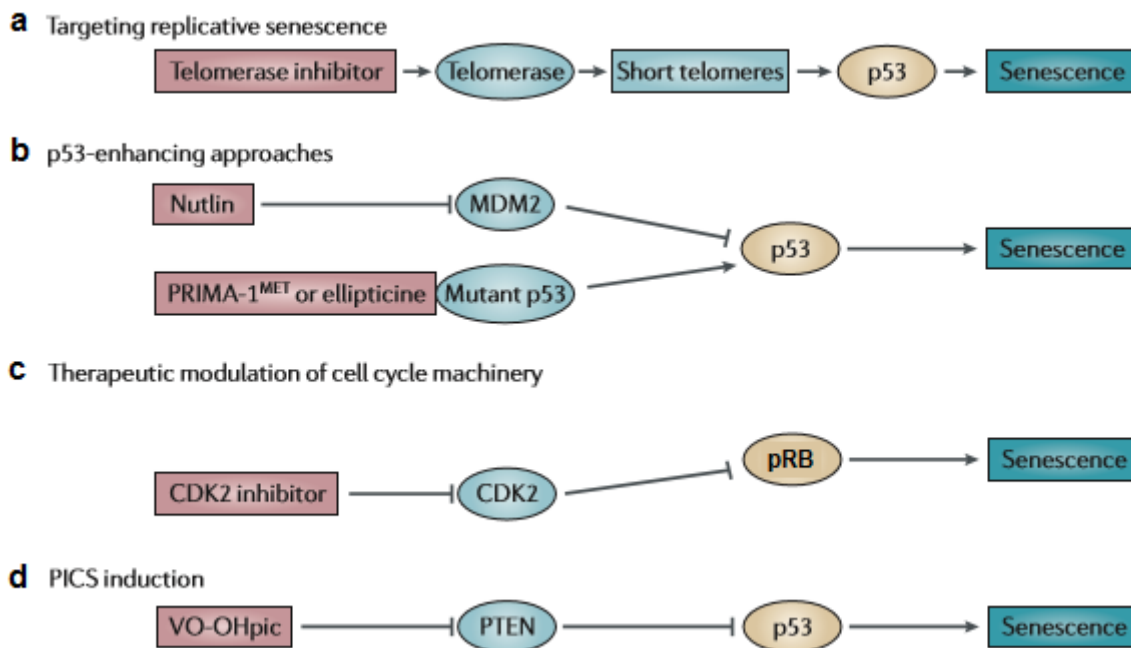 a Targeting replicative senescence
Telomerase inhibitor Telomerase Short telomeres p53 Senescence
b p53-enhancing approaches
Nutlin MDM2
p53 Senescence
PRIMA-1MET or ellipticine Mutant p53
c Therapeutic modulation of cell cycle machinery
pRB Senescence
CDK2 inhibitor CDK2
d PICS induction
VO-OHpic PTEN p53 Senescence